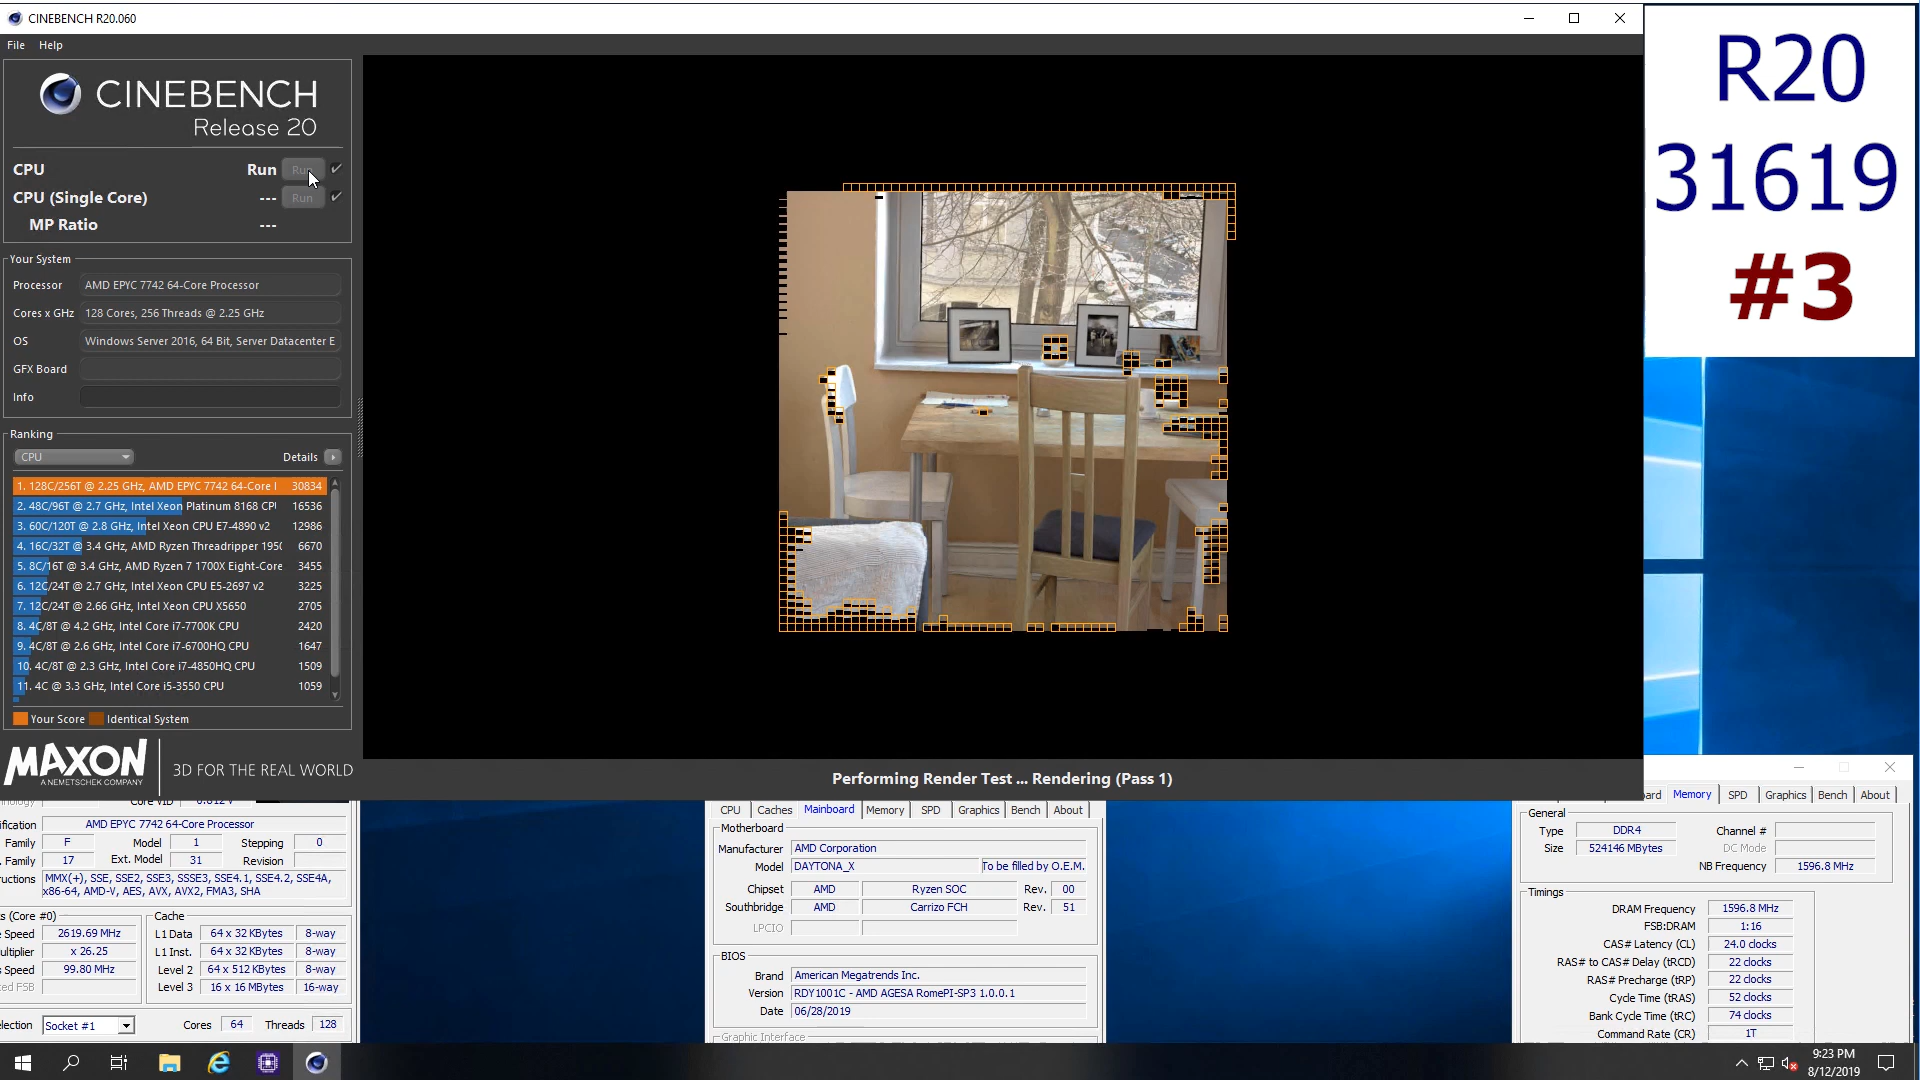 CINEBENCH R20.060
File Help
CINEBENCH
Release 20
CPU Run Run
CPU (Single Core) --- Run
MP Ratio ---
Your System
Processor AMD EPYC 7742 64-Core Processor
Cores x GHz 128 Cores, 256 Threads @ 2.25 GHz
OS Windows Server 2016, 64 Bit, Server Datacenter E
GFX Board
Info
Ranking
CPU Details
1. 128C/256T @ 2.25 GHz, AMD EPYC 7742 64-Core 30834
2. 48C/96T @ 2.7 GHz, Intel Xeon Platinum 8168 CPU 16536
3. 60C/120T @ 2.8 GHz, Intel Xeon CPU E7-4890 v2 12986
4. 16C/32T @ 3.4 GHz, AMD Ryzen Threadripper 1950 6670
5. 8C/16T @ 3.4 GHz, AMD Ryzen 7 1700X Eight-Core 3455
6. 12C/24T @ 2.7 GHz, Intel Xeon CPU E5-2697 v2 3225
7. 12C/24T @ 2.66 GHz, Intel Xeon CPU X5650 2705
8. 4C/8T @ 4.2 GHz, Intel Core i7-7700K CPU 2420
9. 4C/8T @ 2.6 GHz, Intel Core i7-6700HQ CPU 1647
10. 4C/8T @ 2.3 GHz, Intel Core i7-4850HQ CPU 1509
11. 4C @ 3.3 GHz, Intel Core i5-3550 CPU 1059
Your Score Identical System
MAXON
A NEMETSCHEK COMPANY
3D FOR THE REAL WORLD
Performing Render Test ... Rendering (Pass 1)
R20
31619
#3
ification AMD EPYC 7742 64-Core Processor
Family F Model 1 Stepping 0
. Family 17 Ext. Model 31 Revision
ructions MMX(+), SSE, SSE2, SSE3, SSSE3, SSE4.1, SSE4.2, SSE4A,
x86-64, AMD-V, AES, AVX, AVX2, FMA3, SHA
s (Core #0)
e Speed 2619.69 MHz
ultiplier x 26.25
s Speed 99.80 MHz
ed FSB
Cache
L1 Data 64 x 32 KBytes 8-way
L1 Inst. 64 x 32 KBytes 8-way
Level 2 64 x 512 KBytes 8-way
Level 3 16 x 16 MBytes 16-way
lection Socket #1 Cores 64 Threads 128
CPU Caches Mainboard Memory SPD Graphics Bench About
Motherboard
Manufacturer AMD Corporation
Model DAYTONA_X To be filled by O.E.M.
Chipset AMD Ryzen SOC Rev. 00
Southbridge AMD Carrizo FCH Rev. 51
LPCIO
BIOS
Brand American Megatrends Inc.
Version RDY1001C - AMD AGESA RomePI-SP3 1.0.0.1
Date 06/28/2019
Graphic Interface
ard Memory SPD Graphics Bench About
General
Type DDR4 Channel #
Size 524146 MBytes DC Mode
NB Frequency 1596.8 MHz
Timings
DRAM Frequency 1596.8 MHz
FSB:DRAM 1:16
CAS# Latency (CL) 24.0 clocks
RAS# to CAS# Delay (tRCD) 22 clocks
RAS# Precharge (tRP) 22 clocks
Cycle Time (tRAS) 52 clocks
Bank Cycle Time (tRC) 74 clocks
Command Rate (CR) 1T
9:23 PM
8/12/2019